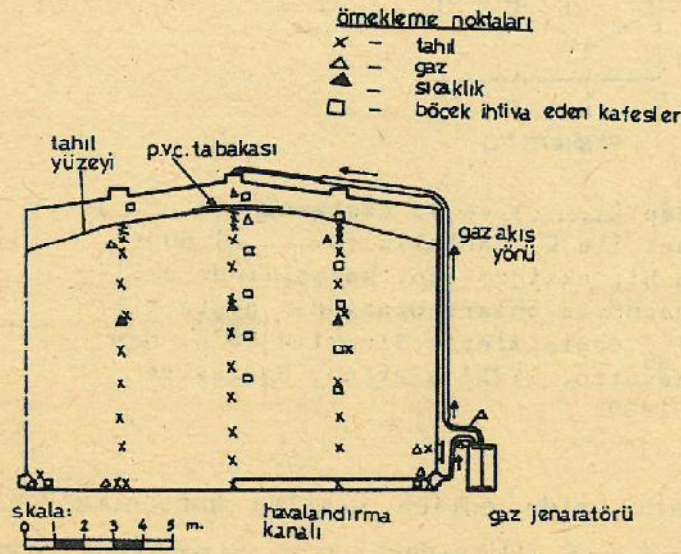 örnekleme noktaları
x – tahıl
△ – gaz
▲ – sıcaklık
□ – böcek ihtiva eden kafesler
tahıl
yüzeyi
p.v.c. tabakası
gaz akış
yönü
skala:
0 1 2 3 4 5 m.
havalandırma
kanalı
gaz jenaratörü